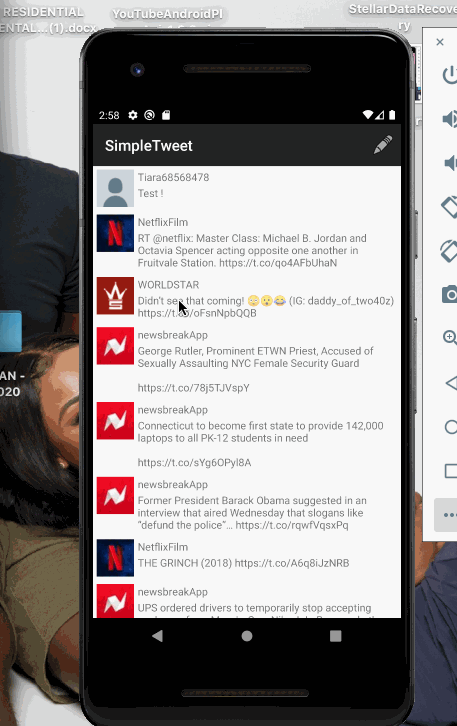 RESIDENTIAL
YouTubeAndroidPl
StellarDataRecove
ENTAL...(1).docx
ry
2:58
SimpleTweet
Tiara68568478
Test !
NetflixFilm
RT @netflix: Master Class: Michael B. Jordan and
Octavia Spencer acting opposite one another in
Fruitvale Station. https://t.co/qo4AFbUhaN
WORLDSTAR
Didn't see that coming! 😳😲😂 (IG: daddy_of_two40z)
https://t.co/oFsnNpbQQB
newsbreakApp
George Rutler, Prominent ETWN Priest, Accused of
Sexually Assaulting NYC Female Security Guard
https://t.co/78j5TJVspY
newsbreakApp
Connecticut to become first state to provide 142,000
laptops to all PK-12 students in need
https://t.co/sYg6OPyl8A
newsbreakApp
Former President Barack Obama suggested in an
interview that aired Wednesday that slogans like
“defund the police”… https://t.co/rqwfVqsxPq
NetflixFilm
THE GRINCH (2018) https://t.co/A6q8iJzNRB
newsbreakApp
UPS ordered drivers to temporarily stop accepting
AN -
020